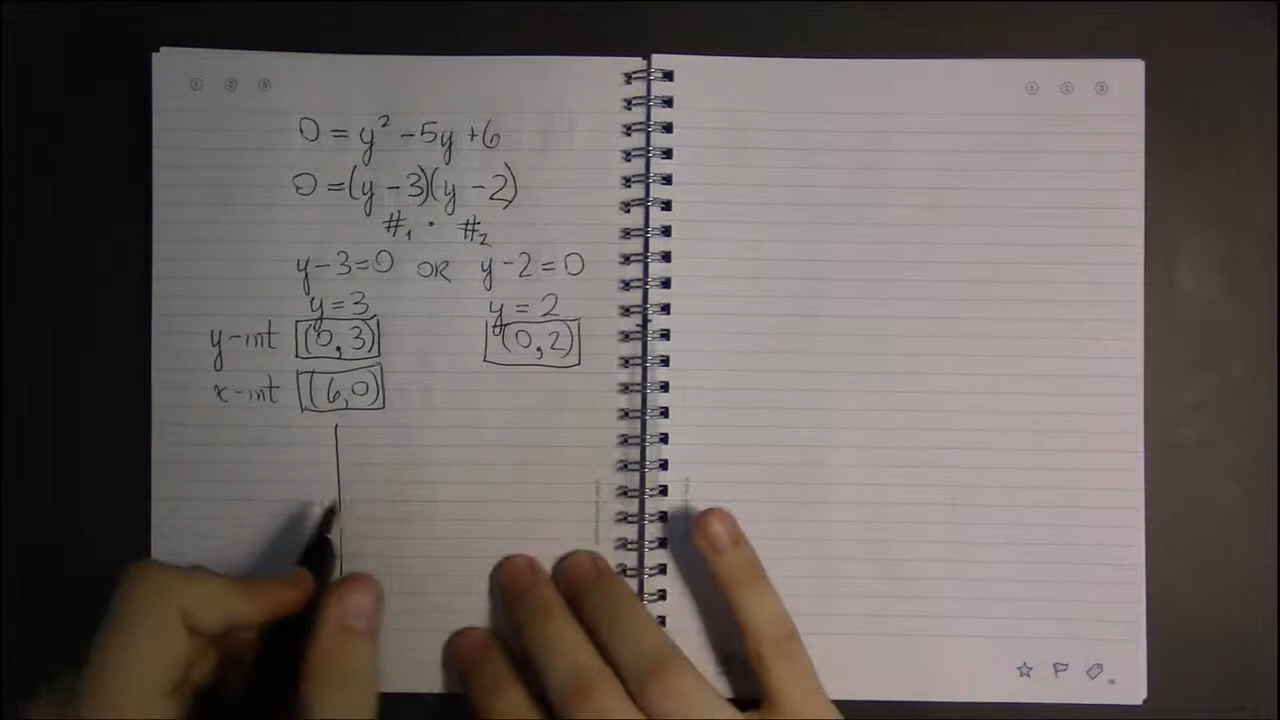 0 = y² - 5y + 6
0 = (y - 3)(y - 2)
#₁ · #₂
y - 3 = 0 OR y - 2 = 0
y = 3 y = 2
y-int (0, 3) (0, 2)
x-int (6, 0)